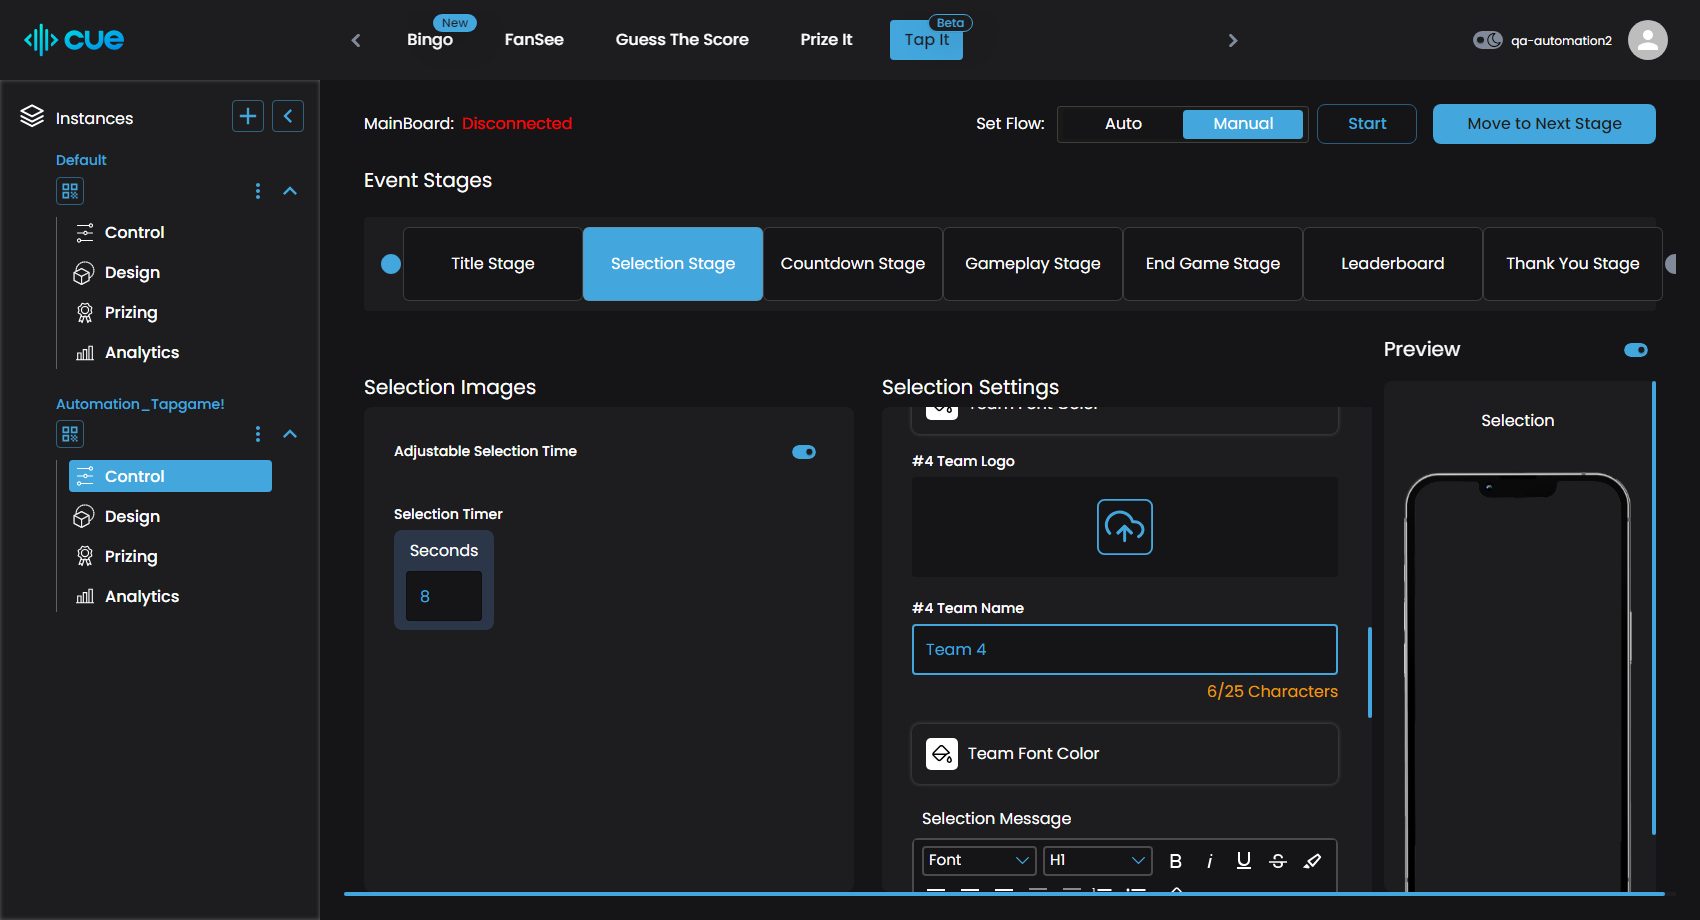 cue
New
Bingo
FanSee
Guess The Score
Prize It
Beta
Tap It
qa-automation2
Instances
Default
Control
Design
Prizing
Analytics
Automation_Tapgame!
Control
Design
Prizing
Analytics
MainBoard: Disconnected
Set Flow:
Auto
Manual
Start
Move to Next Stage
Event Stages
Title Stage
Selection Stage
Countdown Stage
Gameplay Stage
End Game Stage
Leaderboard
Thank You Stage
Selection Images
Adjustable Selection Time
Selection Timer
Seconds
8
Selection Settings
Team Font Color
#4 Team Logo
#4 Team Name
Team 4
6/25 Characters
Team Font Color
Selection Message
Font
H1
B i U S
Preview
Selection